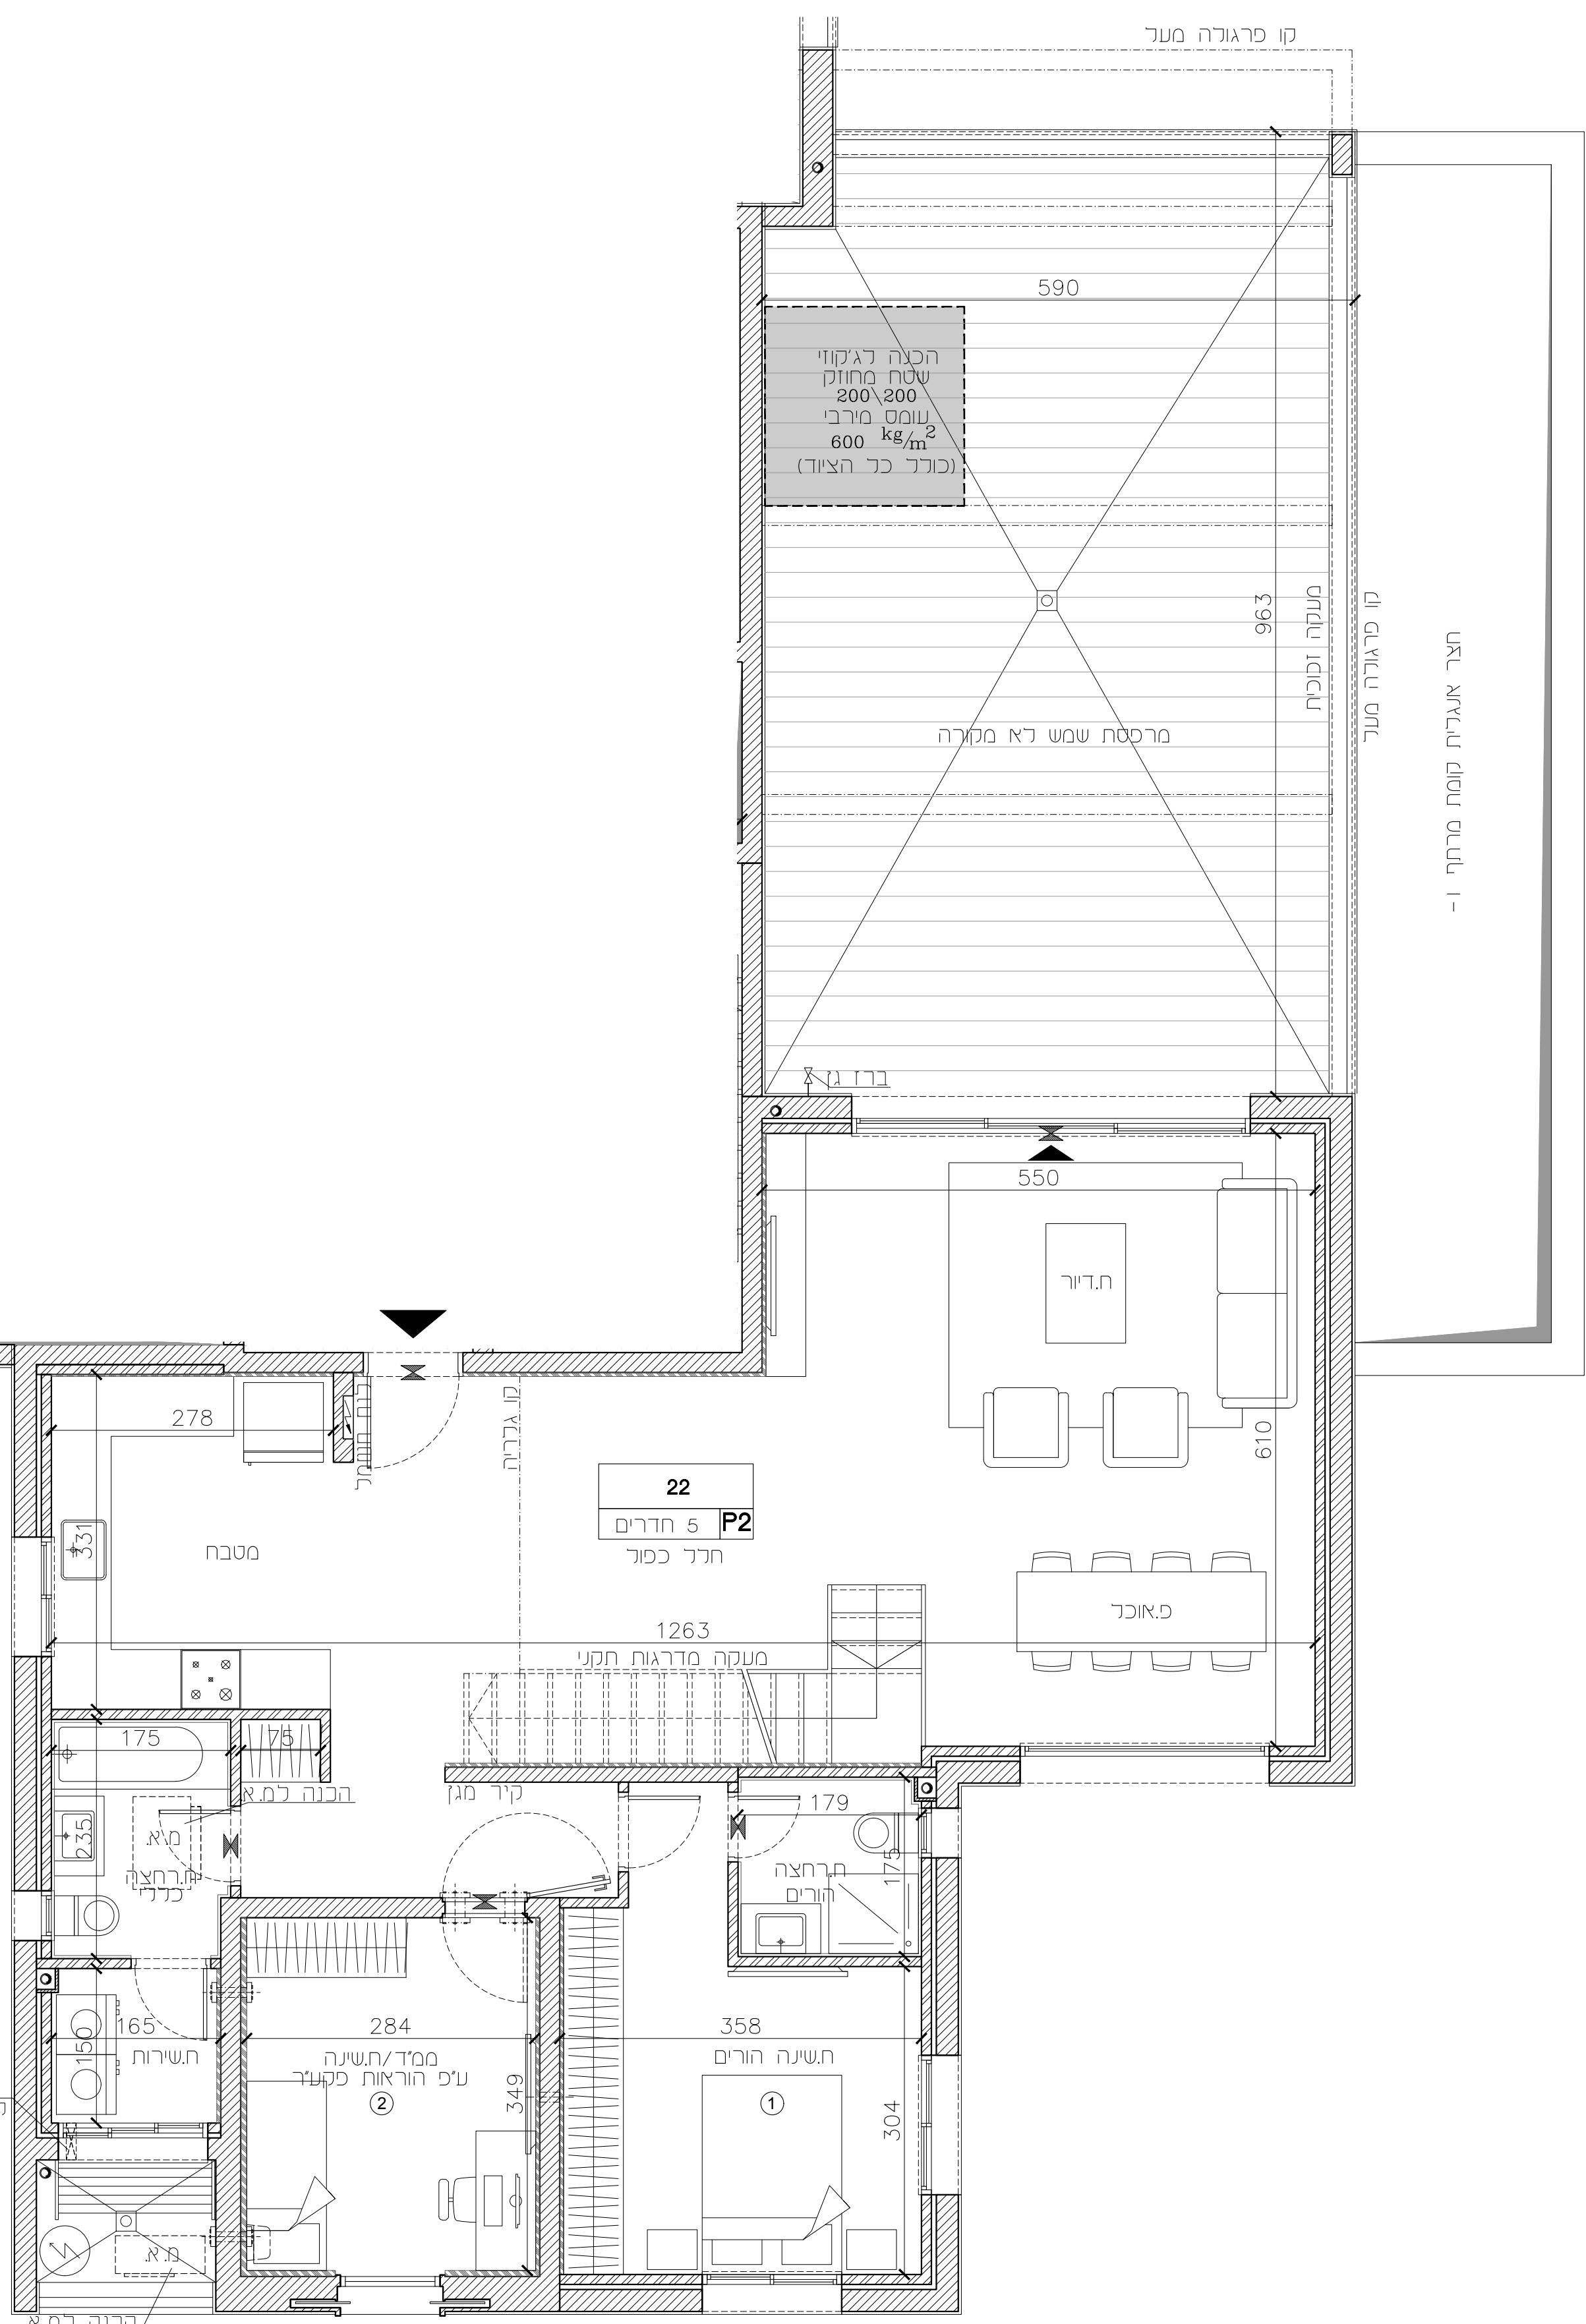 קו פרגולה מעל
590
הכנה לג'קוזי
שטח מחוזק
200\200
עומס מירבי
600 kg/m2
(כולל כל הציוד)
963
מעקה זכוכית
קו פרגולה מעל
חצר אנגלית קומת מרתף 1-
מרפסת שמש לא מקורה
ברז גן
550
ח.דיור
610
278
לוח חשמל
קו גלריה
22
5 חדרים P2
חלל כפול
331
מטבח
פ.אוכל
1263
מעקה מדרגות תקני
175
75
הכנה למ.א
קיר מגן
179
235
מ.א.
ח.רחצה
כללי
175
ח.רחצה
הורים
165
284
358
150
ח.שירות
ממ"ד/ח.שינה
ע"פ הוראות פקע"ר
2
349
ח.שינה הורים
1
304
מ.א.
הכנה למ.א